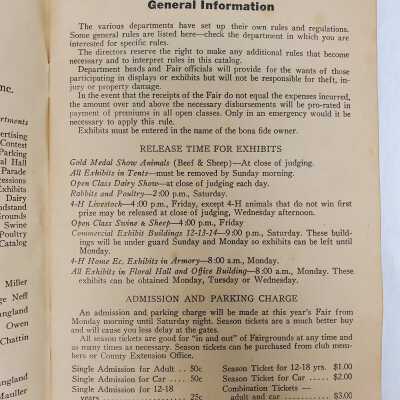 General Information
The various departments have set up their own rules and regulations.
Some general rules are listed here—check the department in which you are
interested for specific rules.
The directors reserve the right to make any additional rules that become
necessary and to interpret rules in this catalog.
Department heads and Fair officials will provide for the wants of those
participating in displays or exhibits but will not be responsible for theft, in-
jury or property damage.
In the event that the receipts of the Fair do not equal the expenses incurred,
the amount over and above the necessary disbursements will be pro-rated in
payment of premiums in all open classes. Only in an emergency would it be
necessary to apply this rule.
Exhibits must be entered in the name of the bona fide owner.
RELEASE TIME FOR EXHIBITS
Gold Medal Show Animals (Beef & Sheep)—At close of judging.
All Exhibits in Tents—must be removed by Sunday morning.
Open Class Dairy Show—at close of judging each day.
Rabbits and Poultry—2:00 p.m., Saturday.
4-H Livestock—4:00 p.m., Friday, except 4-H animals that do not win first
prize may be released at close of judging, Wednesday afternoon.
Open Class Swine & Sheep—4:00 p.m., Friday
Commercial Exhibit Buildings 12-13-14—9:00 p.m., Saturday. These build-
ings will be under guard Sunday and Monday so exhibits can be left until
Monday.
4-H Home Ec. Exhibits in Armory—8:00 a.m., Monday.
All Exhibits in Floral Hall and Office Building—8:00 a.m., Monday. These
exhibits can be obtained Monday, Tuesday or Wednesday.
ADMISSION AND PARKING CHARGE
An admission and parking charge will be made at this year's Fair from
Monday morning until Saturday night. Season tickets are a much better buy
and will cause you less delay at the gates.
All season tickets are good for "in and out" of Fairgrounds at any time and
as many times as necessary. Season tickets can be purchased from club mem-
bers or County Extension Office.
Single Admission for Adult .. 50c
Single Admission for Car .... 50c
Single Admission for 12-18
years ................ 25c
Season Ticket for 12-18 yrs. $1.00
Season Ticket for Car ..... $2.00
Combination Tickets —
adult and car ........... $3.00
nc.
artments
ertising
Contest
Parking
al Hall
Parade
cessions
Exhibits
Dairy
ndstand
Grounds
Swine
Poultry
Catalog
Miller
ge Neff
angland
Owen
Chattin
angland
Mauller